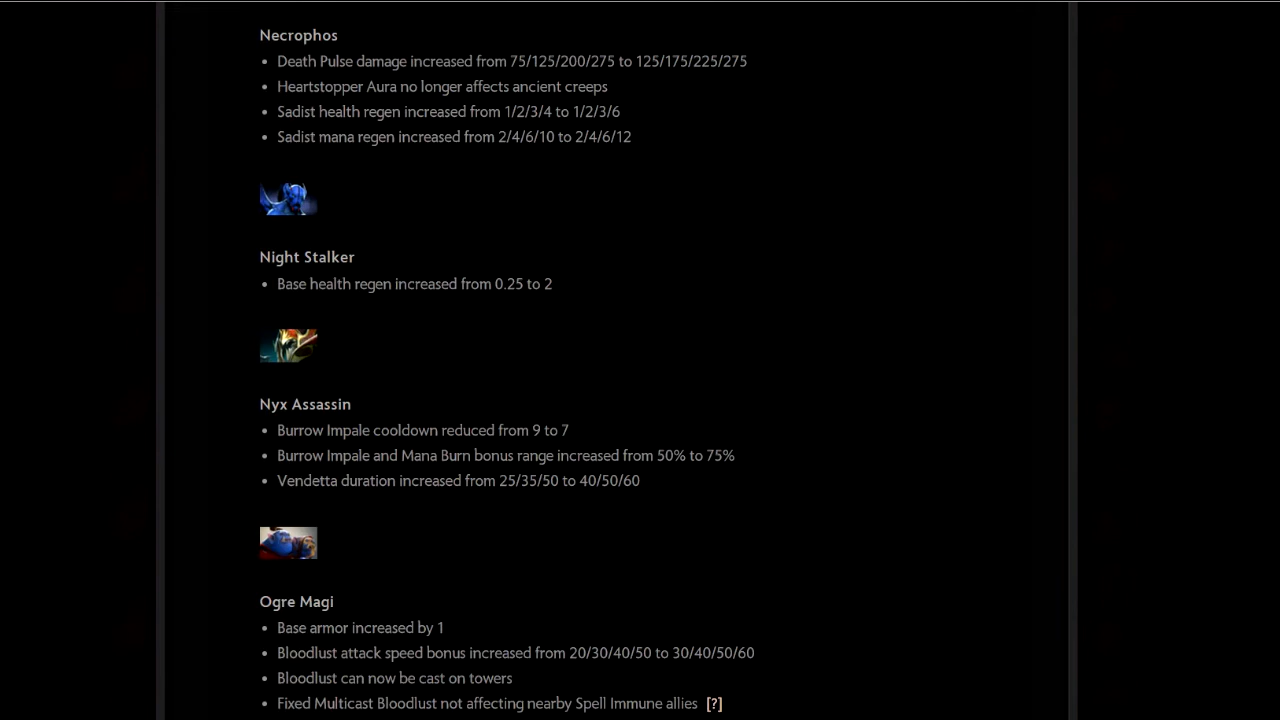 Necrophos
• Death Pulse damage increased from 75/125/200/275 to 125/175/225/275
• Heartstopper Aura no longer affects ancient creeps
• Sadist health regen increased from 1/2/3/4 to 1/2/3/6
• Sadist mana regen increased from 2/4/6/10 to 2/4/6/12
Night Stalker
• Base health regen increased from 0.25 to 2
Nyx Assassin
• Burrow Impale cooldown reduced from 9 to 7
• Burrow Impale and Mana Burn bonus range increased from 50% to 75%
• Vendetta duration increased from 25/35/50 to 40/50/60
Ogre Magi
• Base armor increased by 1
• Bloodlust attack speed bonus increased from 20/30/40/50 to 30/40/50/60
• Bloodlust can now be cast on towers
• Fixed Multicast Bloodlust not affecting nearby Spell Immune allies [?]